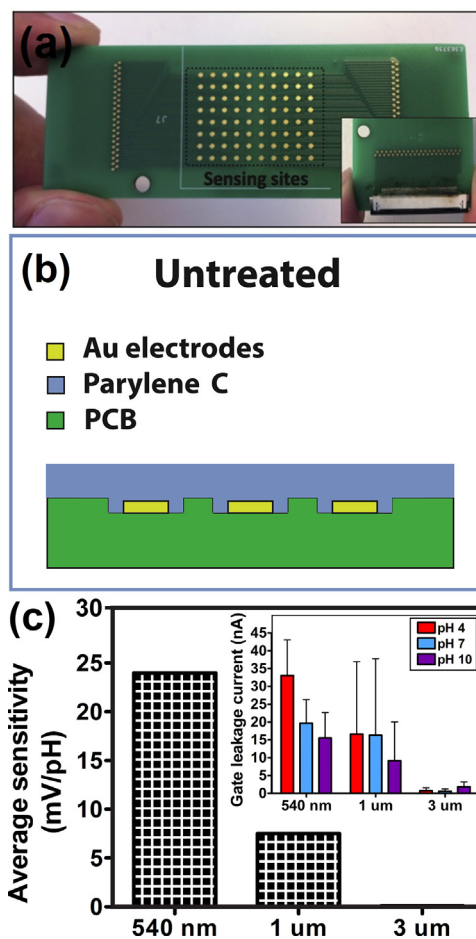 (a)
J7
Sensing sites
(b)
Untreated
Au electrodes
Parylene C
PCB
(c)
Average sensitivity
(mV/pH)
30
25
20
15
10
5
0
540 nm
1 um
3 um
Gate leakage current (nA)
45
40
35
30
25
20
15
10
5
0
pH 4
pH 7
pH 10
540 nm
1 um
3 um